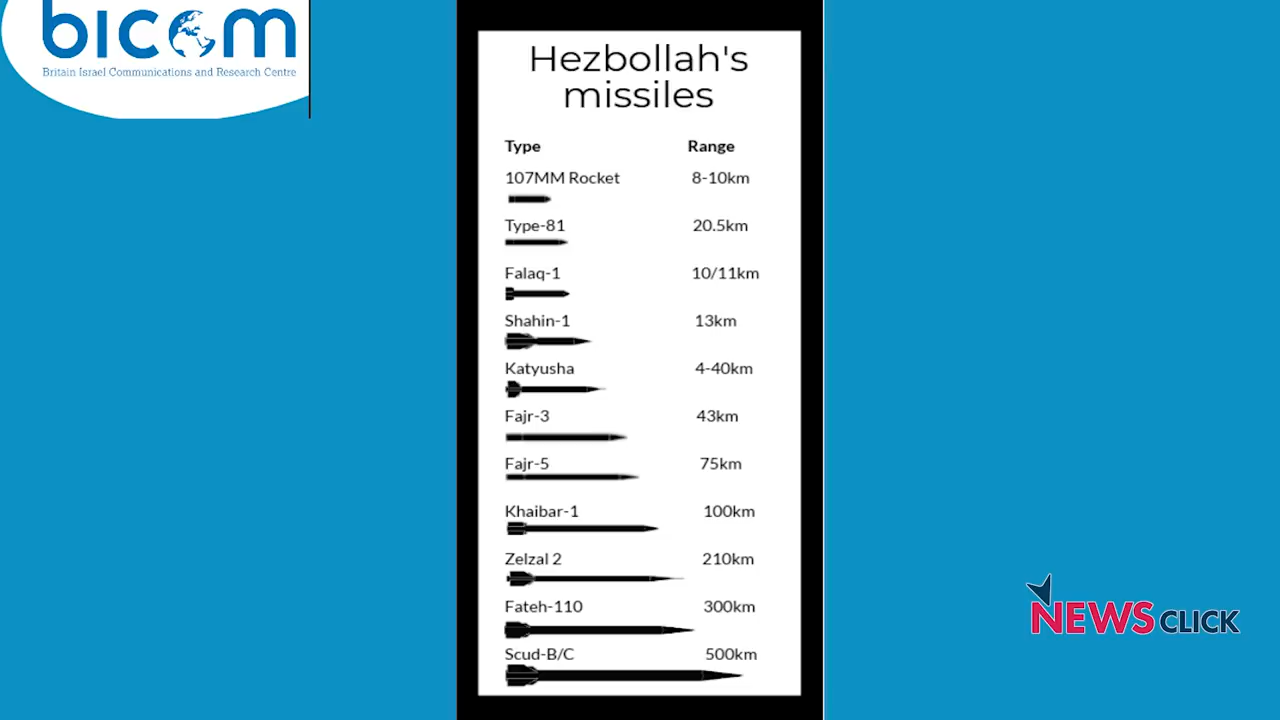 bicom
Britain Israel Communications and Research Centre
Hezbollah's
missiles
Type Range
107MM Rocket 8-10km
Type-81 20.5km
Falaq-1 10/11km
Shahin-1 13km
Katyusha 4-40km
Fajr-3 43km
Fajr-5 75km
Khaibar-1 100km
Zelzal 2 210km
Fateh-110 300km
Scud-B/C 500km
NEWSCLICK